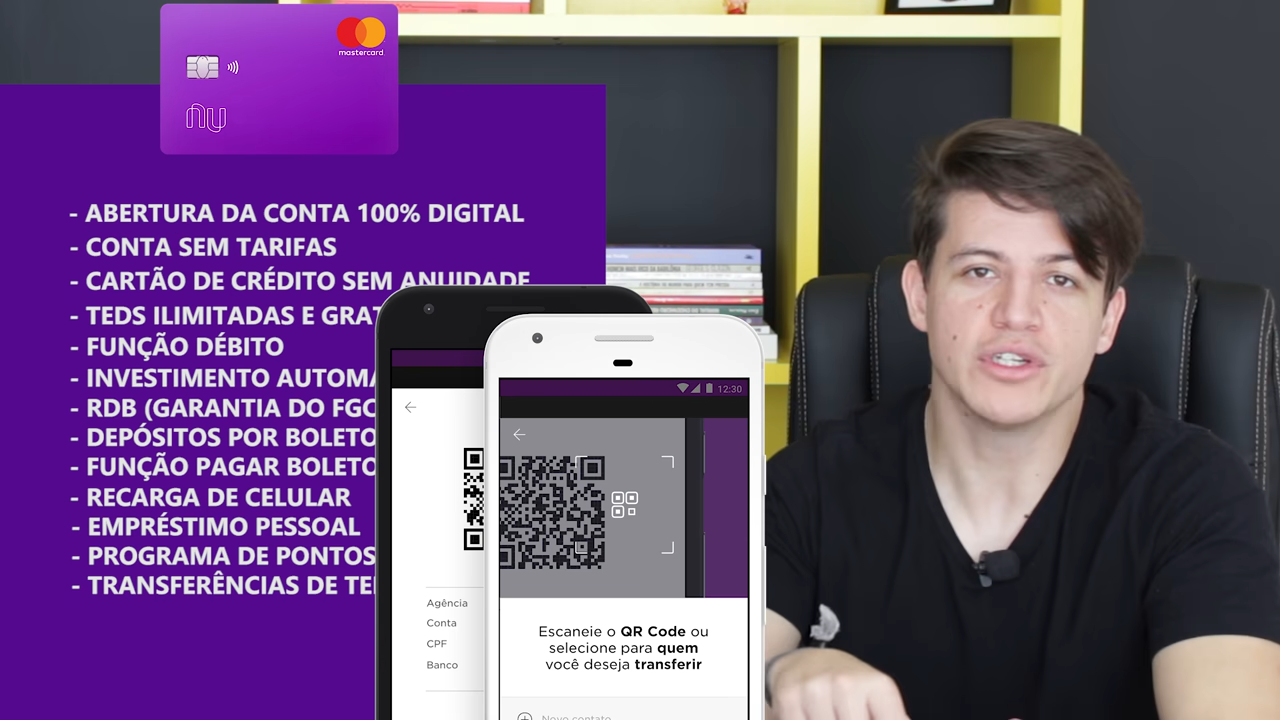 mastercard
nu
- ABERTURA DA CONTA 100% DIGITAL
- CONTA SEM TARIFAS
- CARTÃO DE CRÉDITO SEM ANUIDADE
- TEDS ILIMITADAS E GRAT
- FUNÇÃO DÉBITO
- INVESTIMENTO AUTOMA
- RDB (GARANTIA DO FGC
- DEPÓSITOS POR BOLETO
- FUNÇÃO PAGAR BOLETO
- RECARGA DE CELULAR
- EMPRÉSTIMO PESSOAL
- PROGRAMA DE PONTOS
- TRANSFERÊNCIAS DE TE
Agência
Conta
CPF
Banco
12:30
Escaneie o QR Code ou
selecione para quem
você deseja transferir
Novo contato